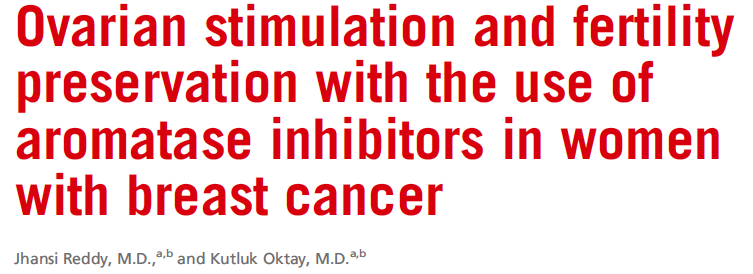 Ovarian stimulation and fertility
preservation with the use of
aromatase inhibitors in women
with breast cancer
Jhansi Reddy, M.D.,a,b and Kutluk Oktay, M.D.a,b